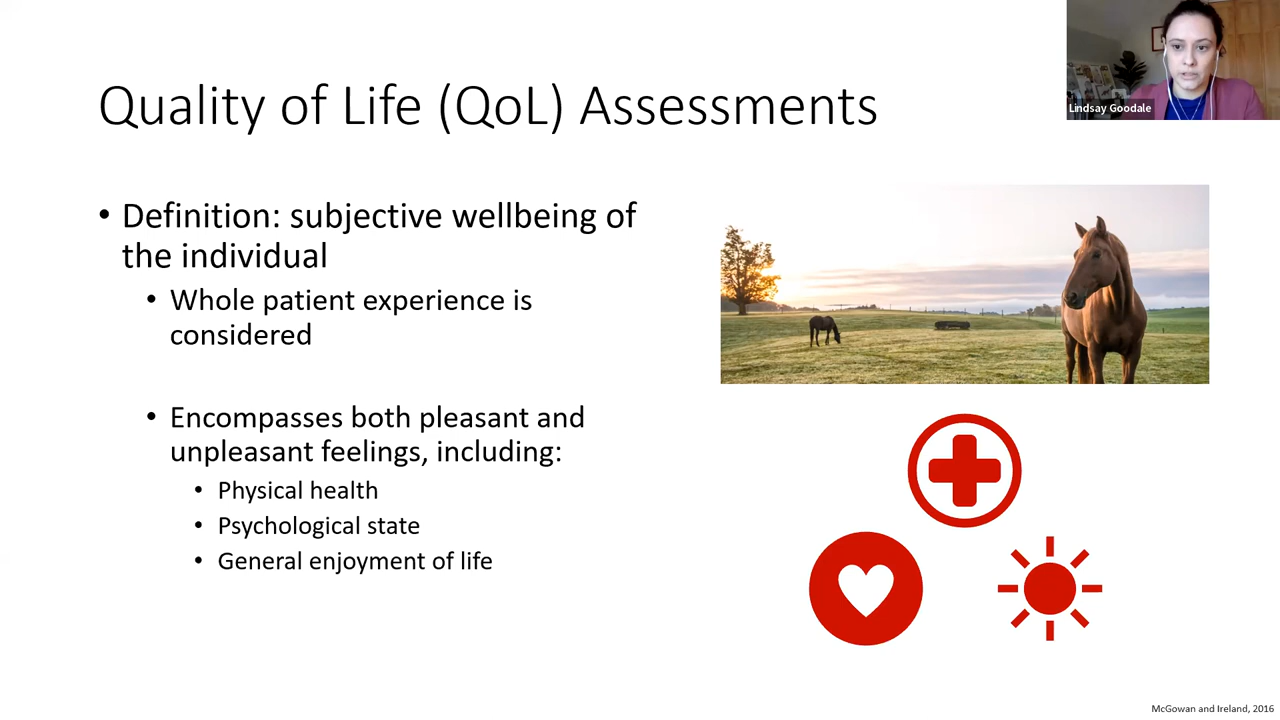 Quality of Life (QoL) Assessments
Lindsay Goodale
• Definition: subjective wellbeing of
the individual
• Whole patient experience is
considered
• Encompasses both pleasant and
unpleasant feelings, including:
• Physical health
• Psychological state
• General enjoyment of life
McGowan and Ireland, 2016